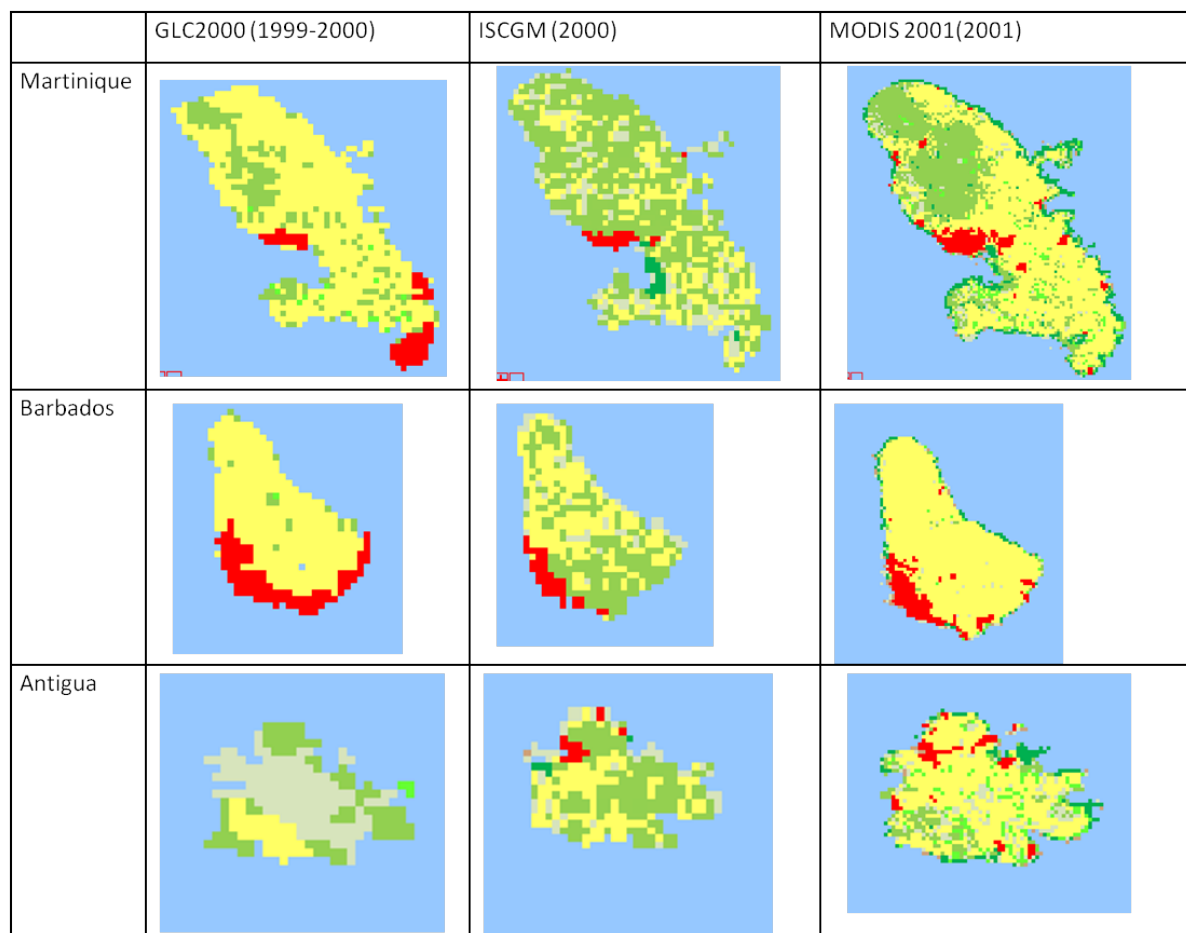 GLC2000 (1999-2000)
ISCGM (2000)
MODIS 2001(2001)
Martinique
Barbados
Antigua